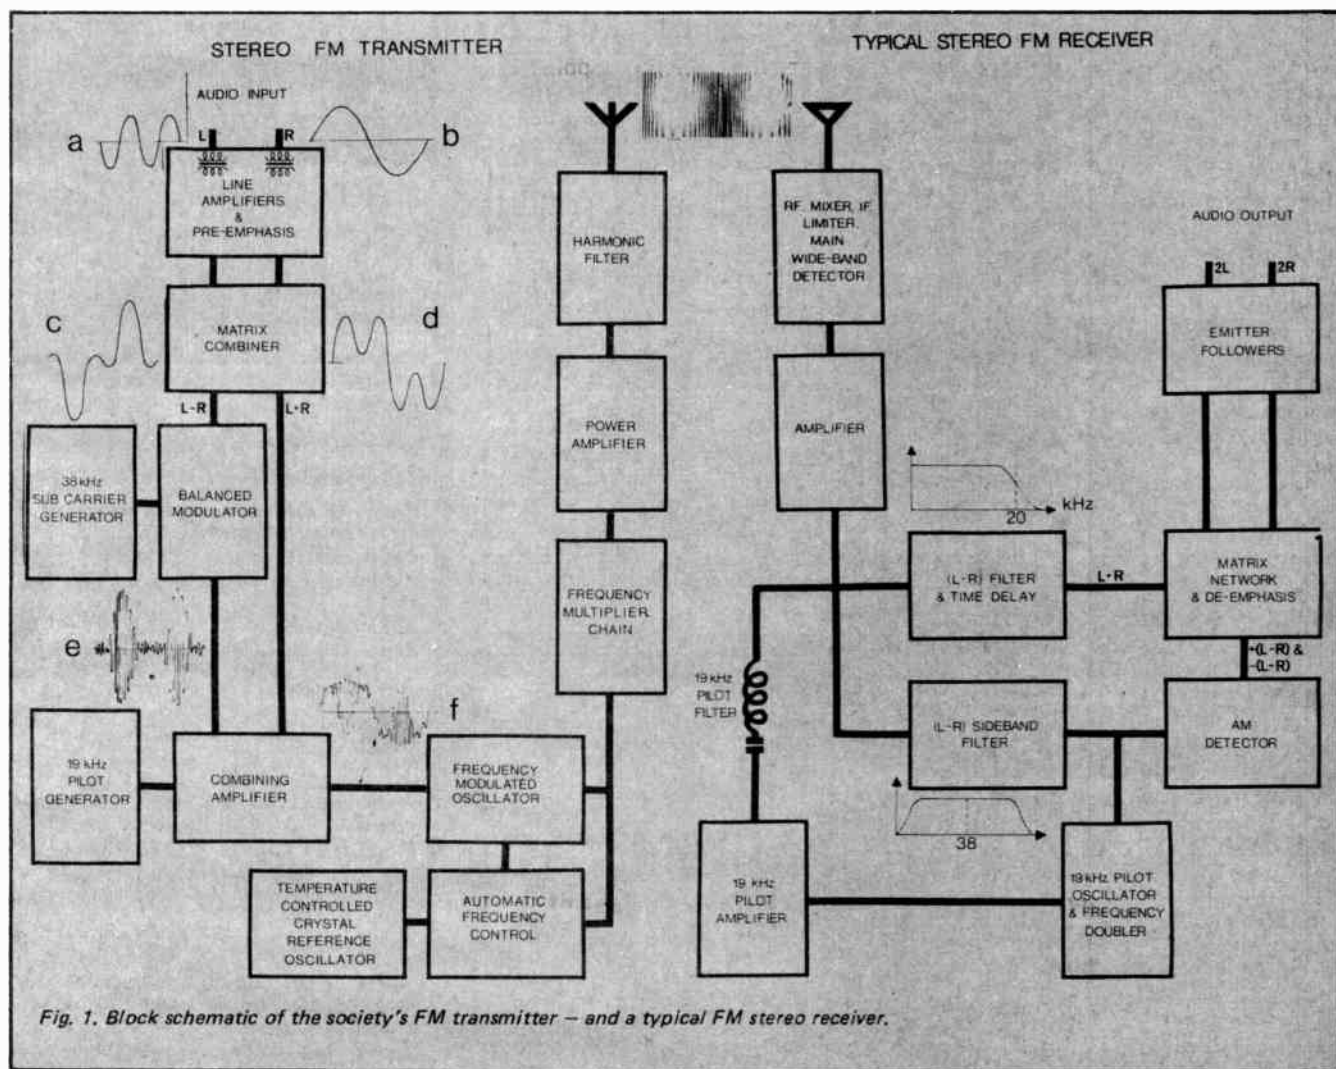 STEREO FM TRANSMITTER
AUDIO INPUT
a
L
R
b
LINE
AMPLIFIERS
&
PRE-EMPHASIS
c
MATRIX
COMBINER
d
L-R
L+R
38kHz
SUB CARRIER
GENERATOR
BALANCED
MODULATOR
e
f
19 kHz
PILOT
GENERATOR
COMBINING
AMPLIFIER
FREQUENCY
MODULATED
OSCILLATOR
TEMPERATURE
CONTROLLED
CRYSTAL
REFERENCE
OSCILLATOR
AUTOMATIC
FREQUENCY
CONTROL
HARMONIC
FILTER
POWER
AMPLIFIER
FREQUENCY
MULTIPLIER
CHAIN
TYPICAL STEREO FM RECEIVER
RF. MIXER, IF.
LIMITER,
MAIN
WIDE-BAND
DETECTOR
AMPLIFIER
AUDIO OUTPUT
2L
2R
EMITTER
FOLLOWERS
kHz
20
(L-R) FILTER
& TIME DELAY
L+R
MATRIX
NETWORK
& DE-EMPHASIS
+(L-R) &
-(L-R)
19 kHz
PILOT
FILTER
(L-R) SIDEBAND
FILTER
AM
DETECTOR
38
19 kHz
PILOT
AMPLIFIER
19 kHz PILOT
OSCILLATOR
& FREQUENCY
DOUBLER
Fig. 1. Block schematic of the society's FM transmitter — and a typical FM stereo receiver.